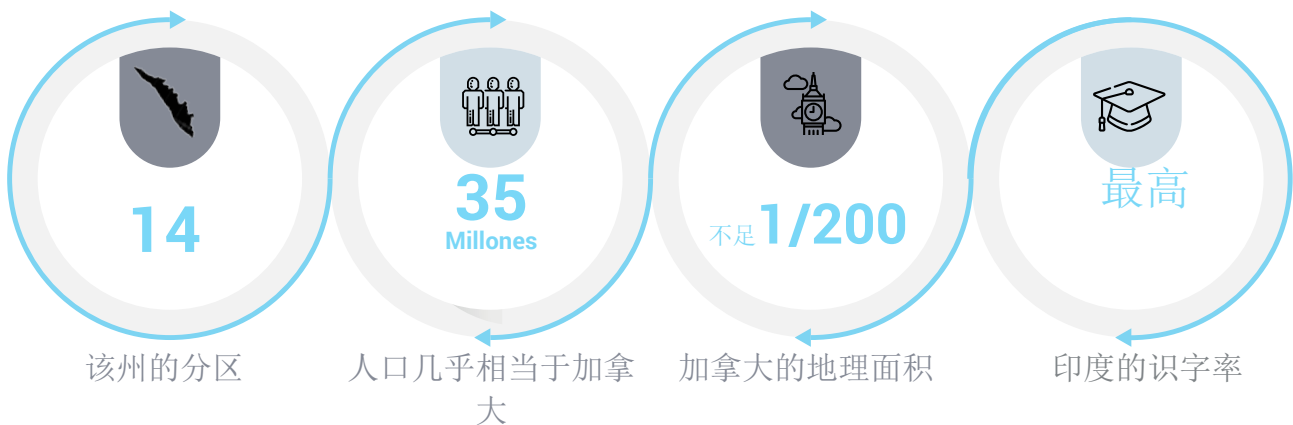 14
35
Millones
不足1/200
最高
该州的分区
人口几乎相当于加拿
大
加拿大的地理面积
印度的识字率